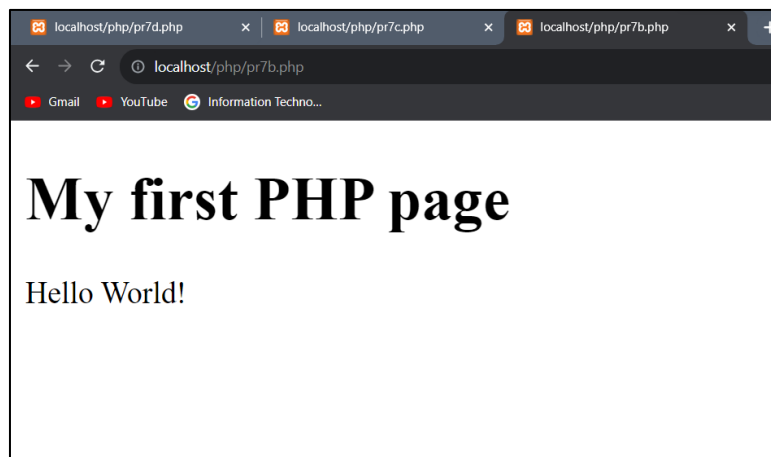 localhost/php/pr7d.php
localhost/php/pr7c.php
localhost/php/pr7b.php
localhost/php/pr7b.php
Gmail YouTube Information Techno...
My first PHP page
Hello World!